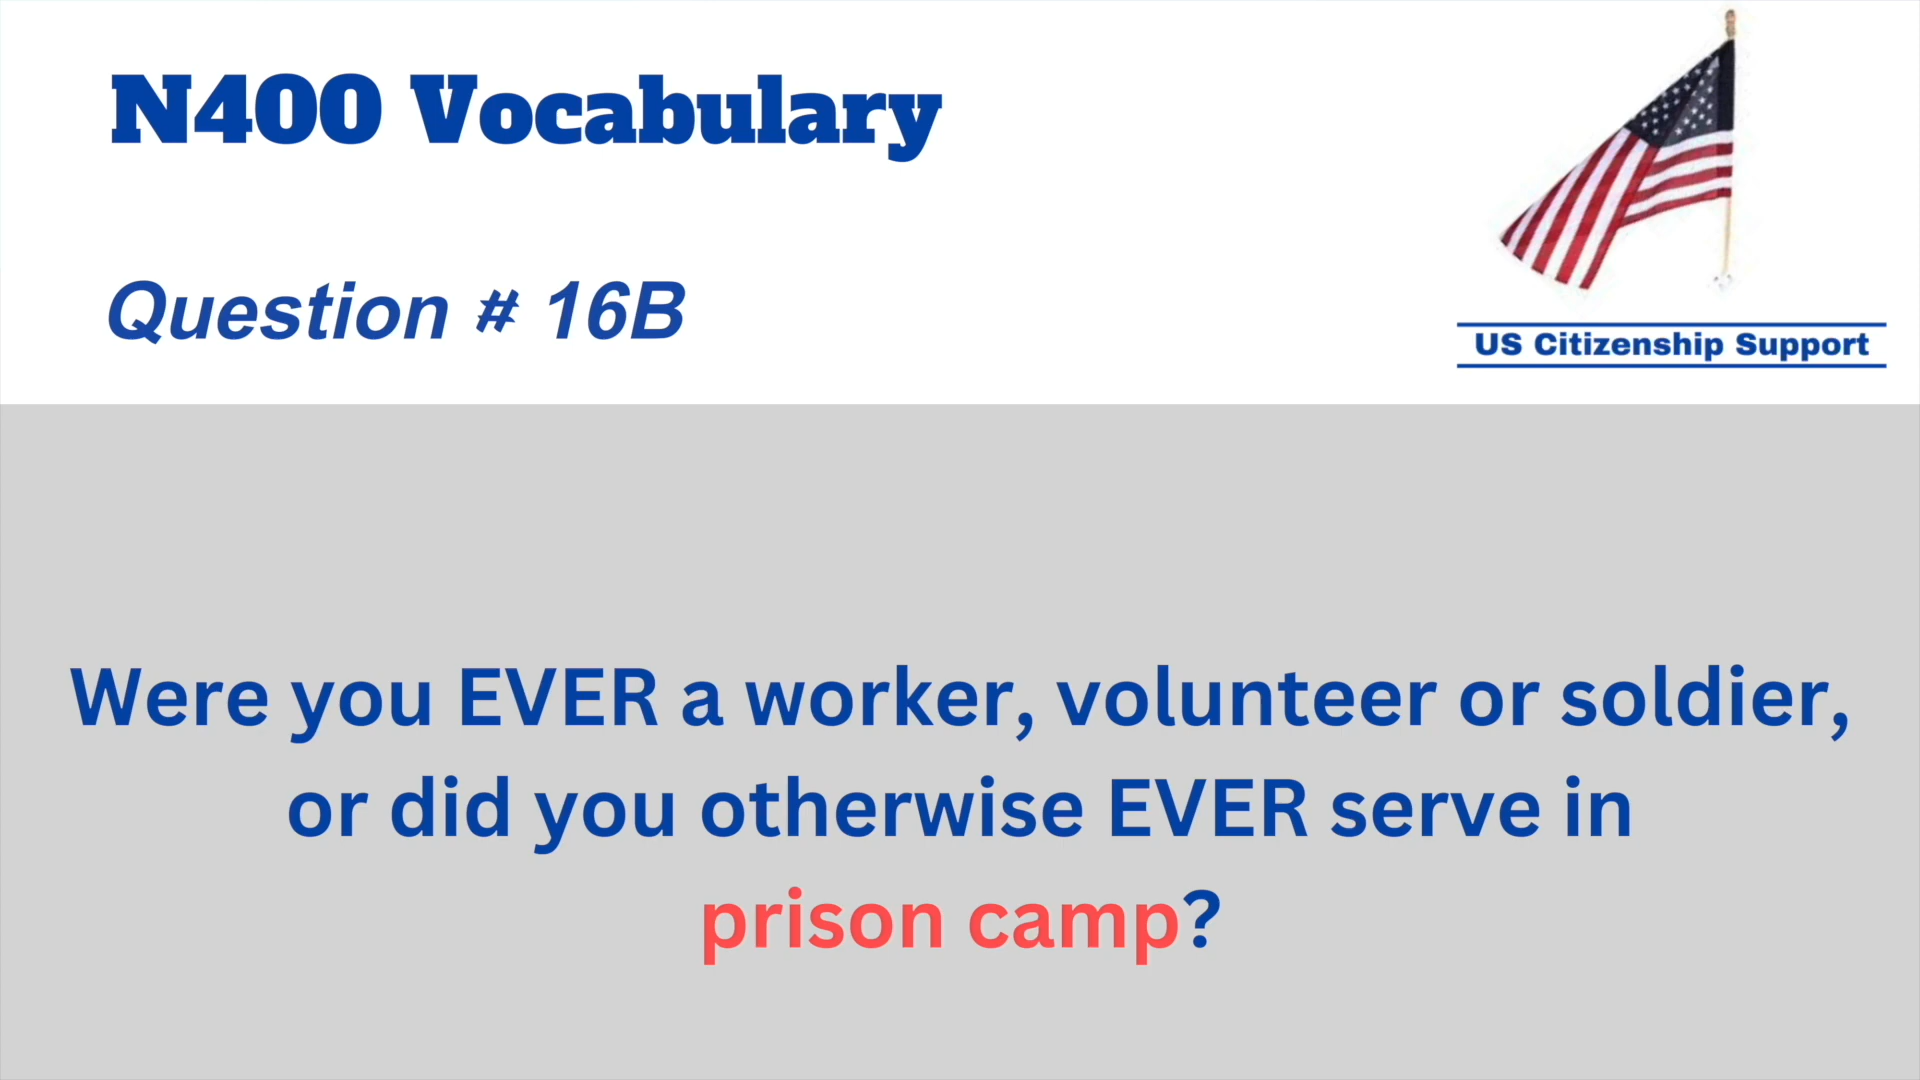 N400 Vocabulary
Question # 16B
US Citizenship Support
Were you EVER a worker, volunteer or soldier,
or did you otherwise EVER serve in
prison camp?